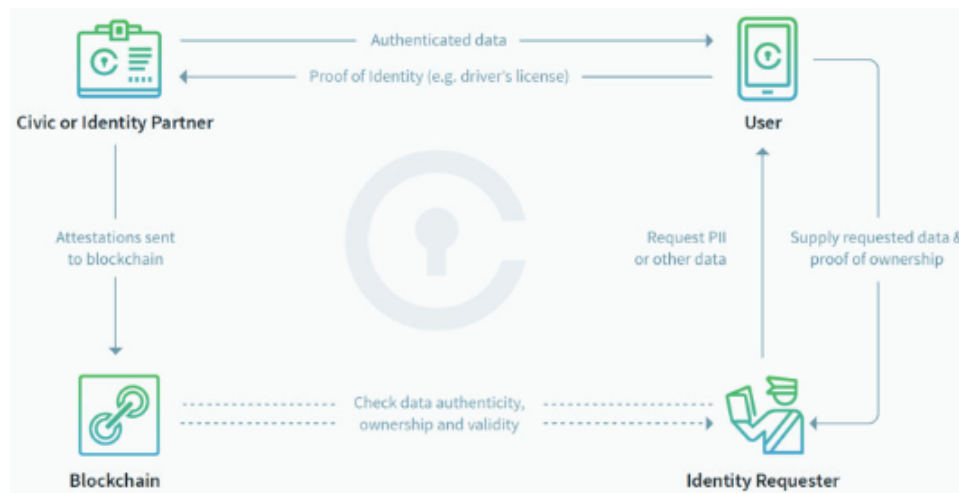 Authenticated data
Proof of Identity (e.g. driver's license)
Civic or Identity Partner
User
Attestations sent
to blockchain
Request PII
or other data
Supply requested data &
proof of ownership
Check data authenticity,
ownership and validity
Blockchain
Identity Requester